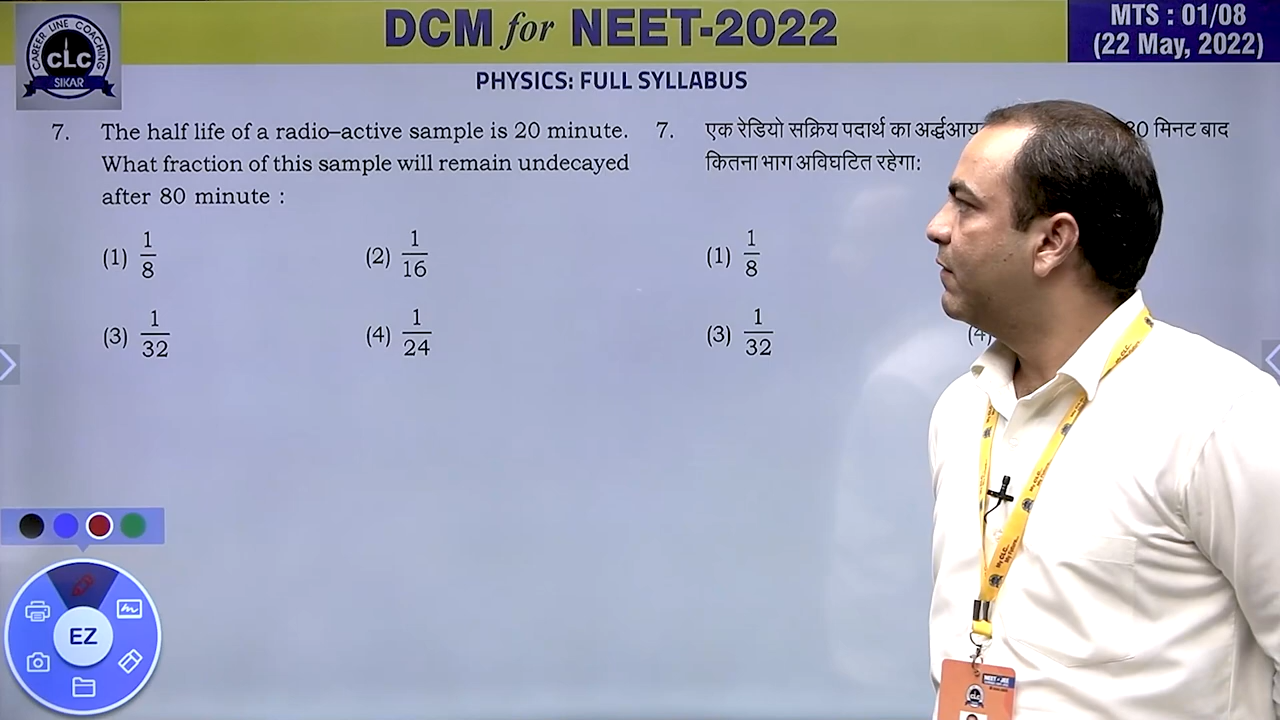 CAREER LINE COACHING
CLC
SIKAR
DCM for NEET-2022
MTS : 01/08
(22 May, 2022)
PHYSICS: FULL SYLLABUS
7. The half life of a radio–active sample is 20 minute.
What fraction of this sample will remain undecayed
after 80 minute :
(1) 1/8 (2) 1/16
(3) 1/32 (4) 1/24
7. एक रेडियो सक्रिय पदार्थ का 80 मिनट बाद
कितना भाग अविघटित रहेगा:
(1) 1/8
(3) 1/32 (4)
EZ
My CLC..
CLC